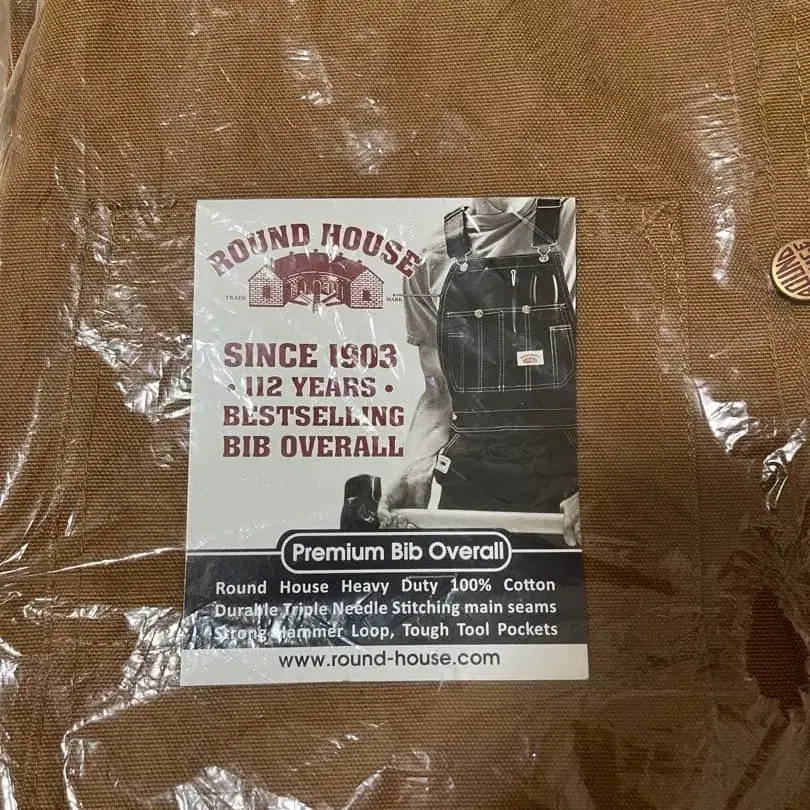 ROUND HOUSE
TRADE MARK
SINCE 1903
• 112 YEARS •
BESTSELLING
BIB OVERALL
Premium Bib Overall
Round House Heavy Duty 100% Cotton
Durable Triple Needle Stitching main seams
Strong Hammer Loop, Tough Tool Pockets
www.round-house.com